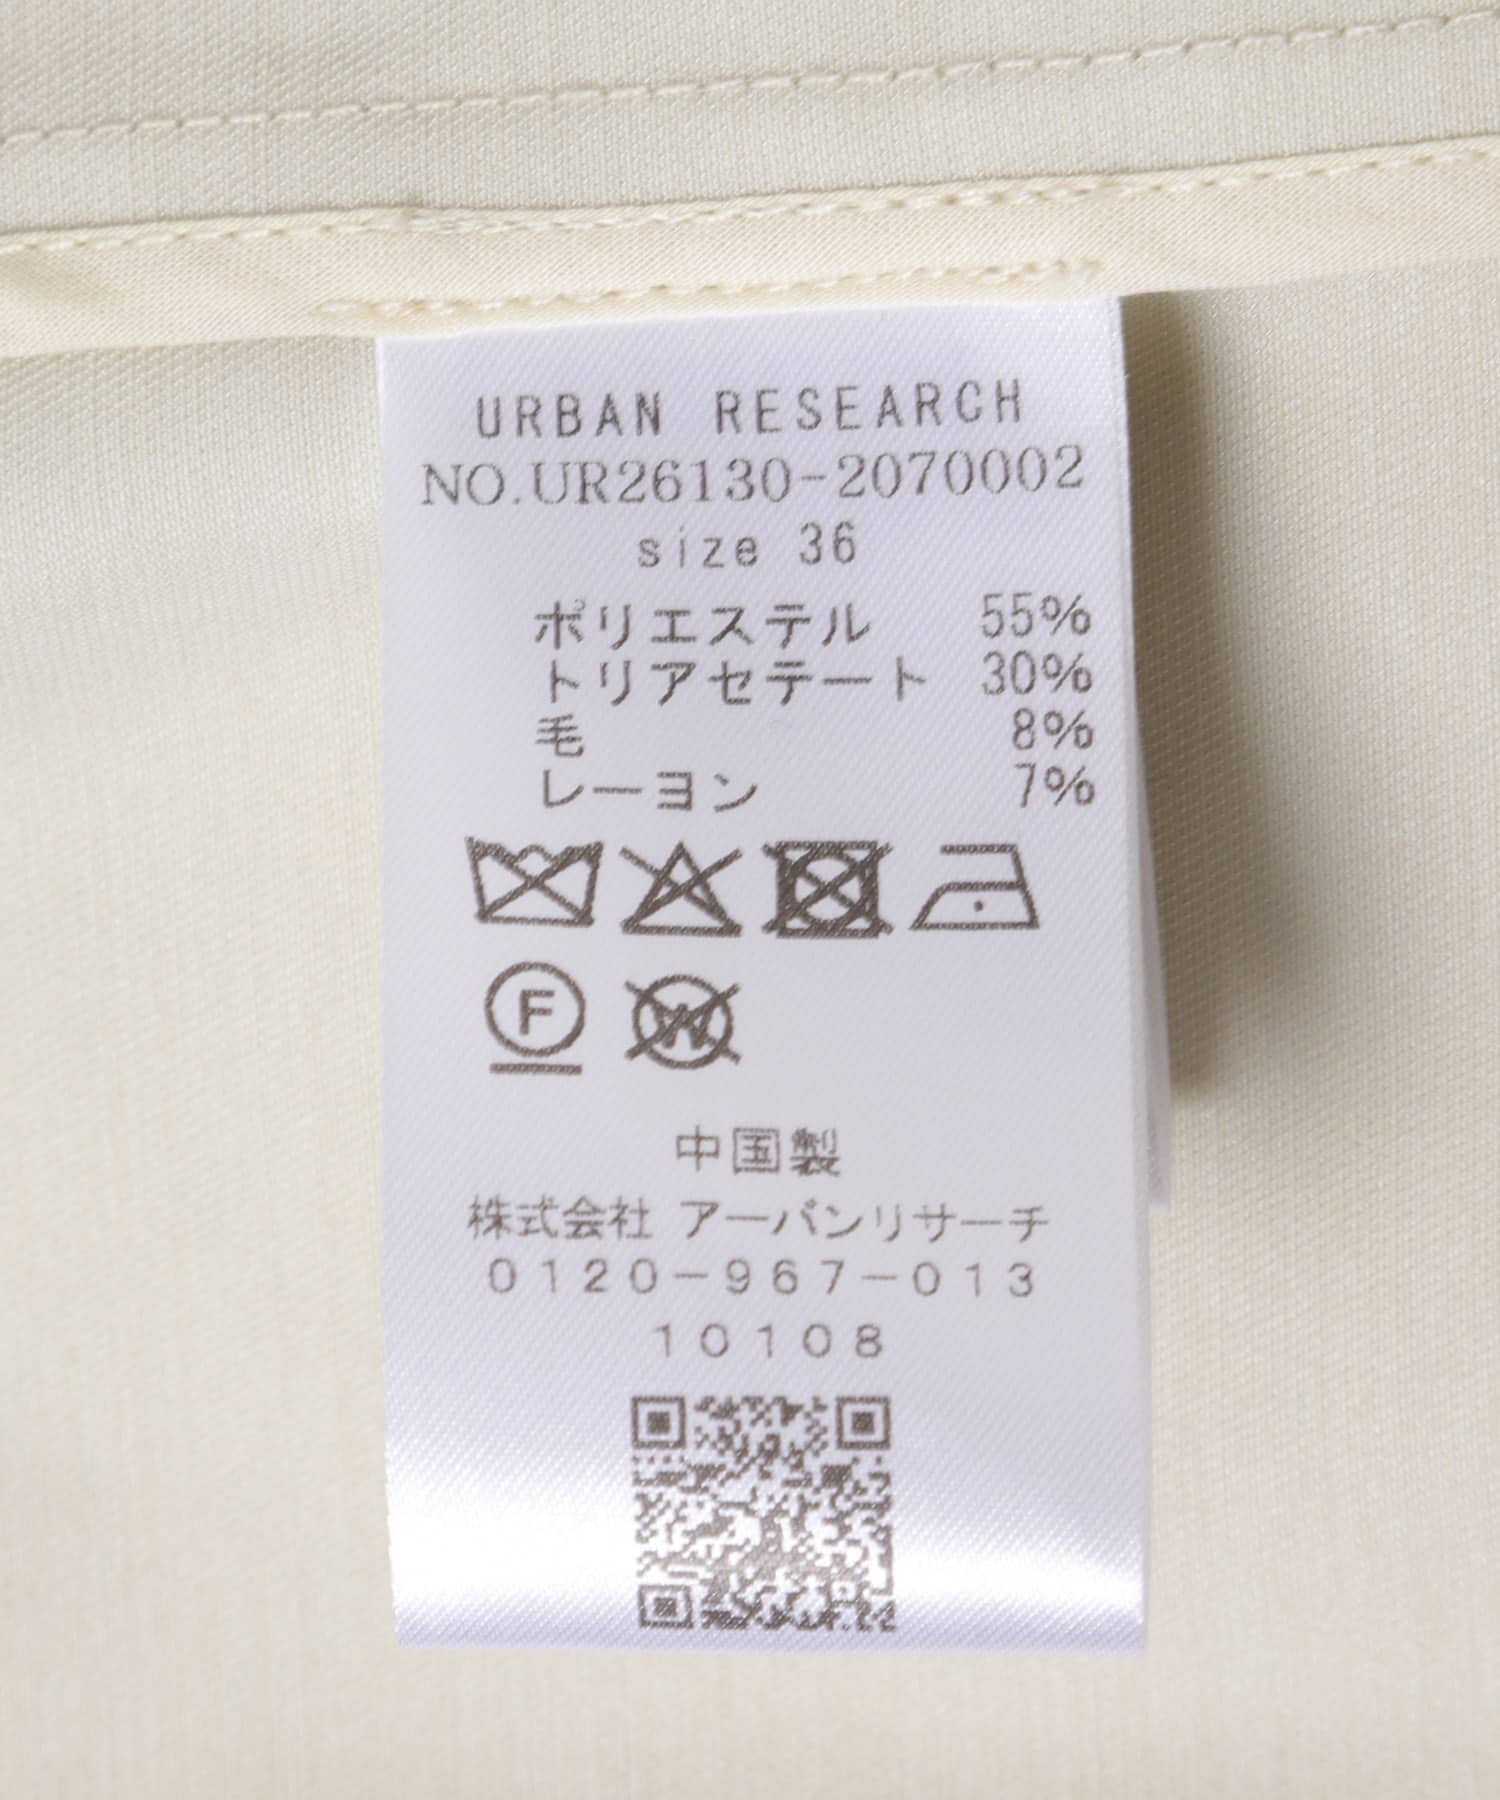 URBAN RESEARCH
NO.UR26130-2070002
size 36
ポリエステル 55%
トリアセテート 30%
毛 8%
レーヨン 7%
F W
中国製
株式会社 アーバンリサーチ
0120-967-013
10108